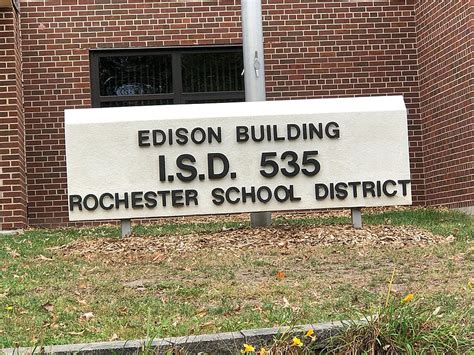 EDISON BUILDING
I.S.D. 535
ROCHESTER SCHOOL DISTRICT